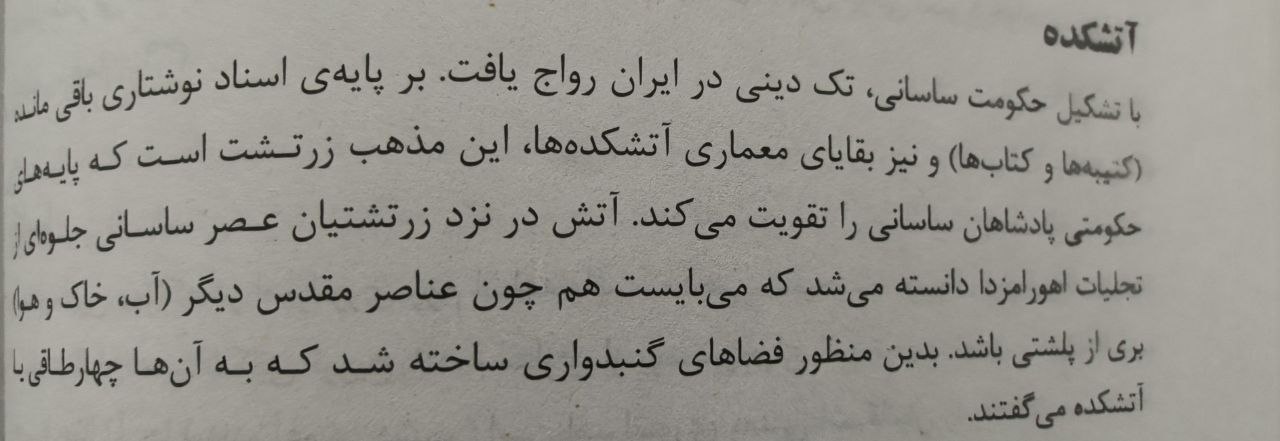 آتشکده
با تشکیل حکومت ساسانی، تک دینی در ایران رواج یافت. بر پایه‌ی اسناد نوشتاری باقی مانده
(کتیبه‌ها و کتاب‌ها) و نیز بقایای معماری آتشکده‌ها، این مذهب زرتشت است که پایه‌های
حکومتی پادشاهان ساسانی را تقویت می‌کند. آتش در نزد زرتشتیان عصر ساسانی جلوه‌ای از
تجلیات اهورامزدا دانسته می‌شد که می‌بایست هم چون عناصر مقدس دیگر (آب، خاک و هوا)
بری از پلشتی باشد. بدین منظور فضاهای گنبدواری ساخته شد که به آن‌ها چهارطاقی یا
آتشکده می‌گفتند.